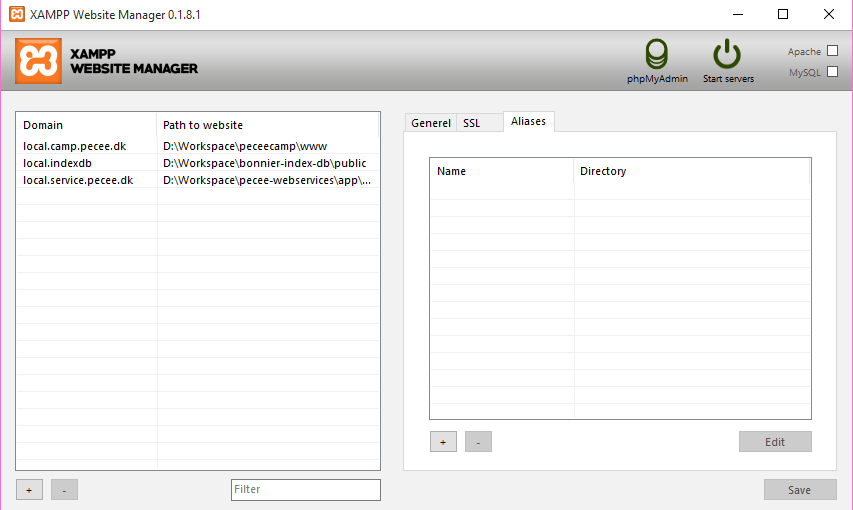 XAMPP Website Manager 0.1.8.1
XAMPP
WEBSITE MANAGER
phpMyAdmin
Start servers
Apache
MySQL
Domain Path to website
local.camp.pecee.dk D:\Workspace\peceecamp\www
local.indexdb D:\Workspace\bonnier-index-db\public
local.service.pecee.dk D:\Workspace\pecee-webservices\app\...
+ -
Filter
Generel SSL Aliases
Name Directory
+ - Edit
Save